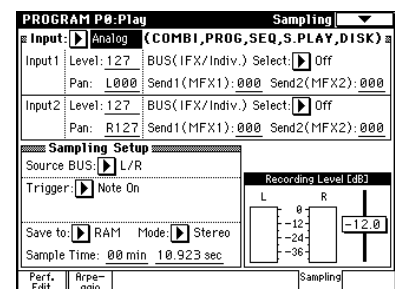 PROGRAM P0:Play Sampling
Input: Analog (COMBI,PROG,SEQ,S.PLAY,DISK)
Input1 Level: 127 BUS(IFX/Indiv.) Select: Off
Pan: L000 Send1(MFX1): 000 Send2(MFX2): 000
Input2 Level: 127 BUS(IFX/Indiv.) Select: Off
Pan: R127 Send1(MFX1): 000 Send2(MFX2): 000
Sampling Setup
Source BUS: L/R
Trigger: Note On
Save to: RAM Mode: Stereo
Sample Time: 00 min 10.923 sec
Recording Level [dB]
L R
0
-12
-24
-36
-12.0
Perf. Edit
Arpe- ggio
Sampling